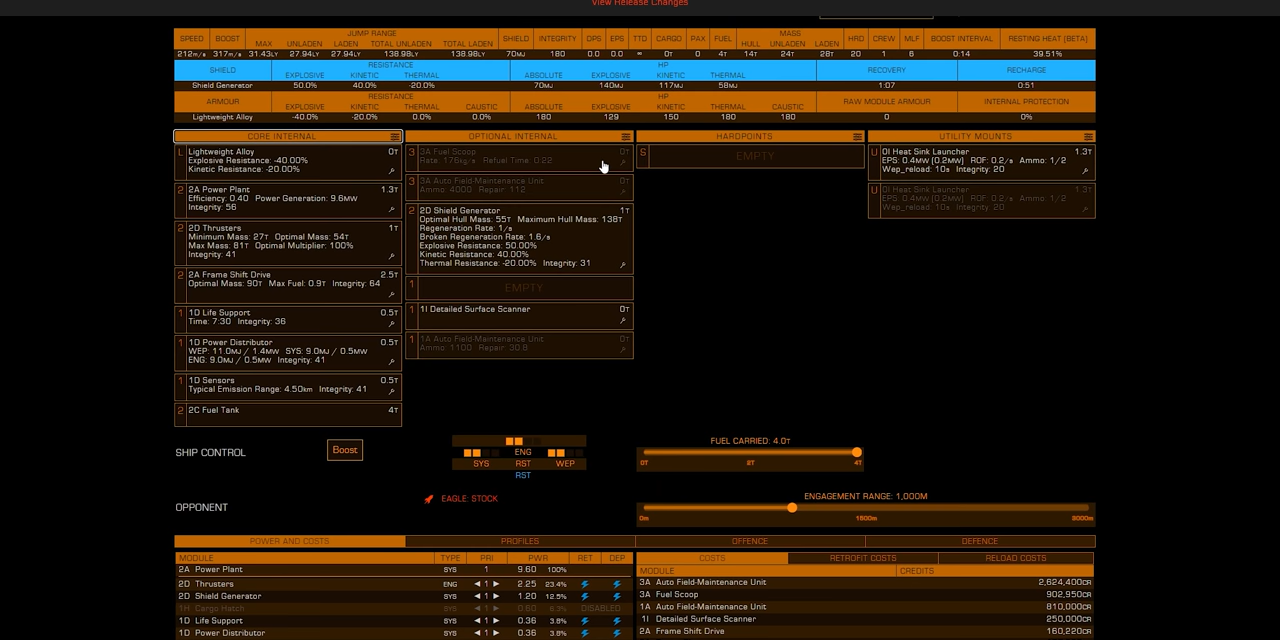 View Release Changes
SPEED BOOST JUMP RANGE SHIELD INTEGRITY DPS EPS TTD CARGO PAX FUEL MASS HRD CREW MLF BOOST INTERVAL RESTING HEAT (BETA)
MAX UNLADEN LADEN TOTAL UNLADEN TOTAL LADEN HULL UNLADEN LADEN
212m/s 317m/s 31.43LY 27.94LY 27.94LY 138.98LY 138.98LY 70MJ 180 0.0 0.0 ∞ 0T 0 4T 14T 24T 28T 20 1 6 0:14 39.51%
SHIELD RESISTANCE HP RECOVERY RECHARGE
EXPLOSIVE KINETIC THERMAL ABSOLUTE EXPLOSIVE KINETIC THERMAL
Shield Generator 50.0% 40.0% -20.0% 70MJ 140MJ 117MJ 58MJ 1:07 0:51
ARMOUR RESISTANCE HP RAW MODULE ARMOUR INTERNAL PROTECTION
EXPLOSIVE KINETIC THERMAL CAUSTIC ABSOLUTE EXPLOSIVE KINETIC THERMAL CAUSTIC
Lightweight Alloy -40.0% -20.0% 0.0% 0.0% 180 129 150 180 180 0 0%
CORE INTERNAL
L Lightweight Alloy 0T
Explosive Resistance: -40.00%
Kinetic Resistance: -20.00%
2 2A Power Plant 1.3T
Efficiency: 0.40 Power Generation: 9.6MW
Integrity: 56
2 2D Thrusters 1T
Minimum Mass: 27T Optimal Mass: 54T
Max Mass: 81T Optimal Multiplier: 100%
Integrity: 41
2 2A Frame Shift Drive 2.5T
Optimal Mass: 90T Max Fuel: 0.9T Integrity: 64
1 1D Life Support 0.5T
Time: 7:30 Integrity: 36
1 1D Power Distributor 0.5T
WEP: 11.0MJ / 1.4MW SYS: 9.0MJ / 0.5MW
ENG: 9.0MJ / 0.5MW Integrity: 41
1 1D Sensors 0.5T
Typical Emission Range: 4.50km Integrity: 41
2 2C Fuel Tank 4T
OPTIONAL INTERNAL
3 3A Fuel Scoop 0T
Rate: 176kg/s Refuel Time: 0:22
3 3A Auto Field-Maintenance Unit 0T
Ammo: 4000 Repair: 112
2 2D Shield Generator 1T
Optimal Hull Mass: 55T Maximum Hull Mass: 138T
Regeneration Rate: 1/s
Broken Regeneration Rate: 1.6/s
Explosive Resistance: 50.00%
Kinetic Resistance: 40.00%
Thermal Resistance: -20.00% Integrity: 31
1 EMPTY
1 1I Detailed Surface Scanner 0T
1 1A Auto Field-Maintenance Unit 0T
Ammo: 1100 Repair: 30.8
HARDPOINTS
S EMPTY
UTILITY MOUNTS
U 0I Heat Sink Launcher 1.3T
EPS: 0.4MW [0.2MW] ROF: 0.2/s Ammo: 1/2
Wep_reload: 10s Integrity: 20
U 0I Heat Sink Launcher 1.3T
EPS: 0.4MW [0.2MW] ROF: 0.2/s Ammo: 1/2
Wep_reload: 10s Integrity: 20
SHIP CONTROL
Boost
ENG
SYS RST WEP
RST
FUEL CARRIED: 4.0T
0T 2T 4T
OPPONENT
EAGLE: STOCK
ENGAGEMENT RANGE: 1,000M
0m 1500m 3000m
POWER AND COSTS PROFILES OFFENCE DEFENCE
MODULE TYPE PRI PWR RET DEP
2A Power Plant SYS 1 9.60 100%
2D Thrusters ENG 1 2.25 23.4%
2D Shield Generator SYS 1 1.20 12.5%
1H Cargo Hatch SYS 1 0.60 6.3% DISABLED
1D Life Support SYS 1 0.36 3.8%
1D Power Distributor SYS 1 0.36 3.8%
COSTS RETROFIT COSTS RELOAD COSTS
MODULE CREDITS
3A Auto Field-Maintenance Unit 2,624,400CR
3A Fuel Scoop 902,950CR
1A Auto Field-Maintenance Unit 810,000CR
1I Detailed Surface Scanner 250,000CR
2A Frame Shift Drive 160,220CR